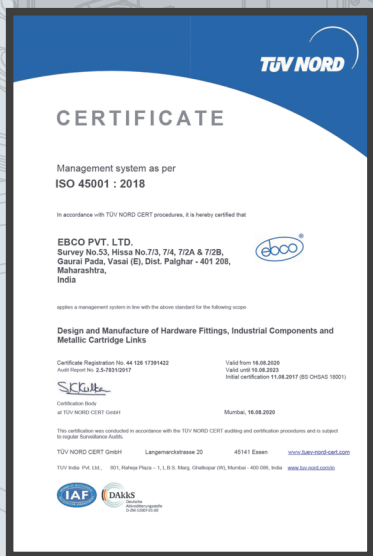 TÜV NORD
CERTIFICATE
Management system as per
ISO 45001 : 2018
In accordance with TÜV NORD CERT procedures, it is hereby certified that
EBCO PVT. LTD.
Survey No.53, Hissa No.7/3, 7/4, 7/2A & 7/2B,
Gaurai Pada, Vasai (E), Dist. Palghar - 401 208,
Maharashtra,
India
ebco
applies a management system in line with the above standard for the following scope
Design and Manufacture of Hardware Fittings, Industrial Components and
Metallic Cartridge Links
Certificate Registration No. 44 126 17391422
Audit Report No. 2.5-7831/2017
Valid from 16.08.2020
Valid until 10.08.2023
Initial certification 11.08.2017 (BS OHSAS 18001)
Certification Body
at TÜV NORD CERT GmbH
Mumbai, 16.08.2020
This certification was conducted in accordance with the TÜV NORD CERT auditing and certification procedures and is subject
to regular Surveillance Audits.
TÜV NORD CERT GmbH Langemarckstrasse 20 45141 Essen www.tuev-nord-cert.com
TUV India Pvt. Ltd., 801, Raheja Plaza – 1, L.B.S. Marg, Ghatkopar (W), Mumbai - 400 086, India www.tuv-nord.com/in
IAF
DAkkS
Deutsche
Akkreditierungsstelle